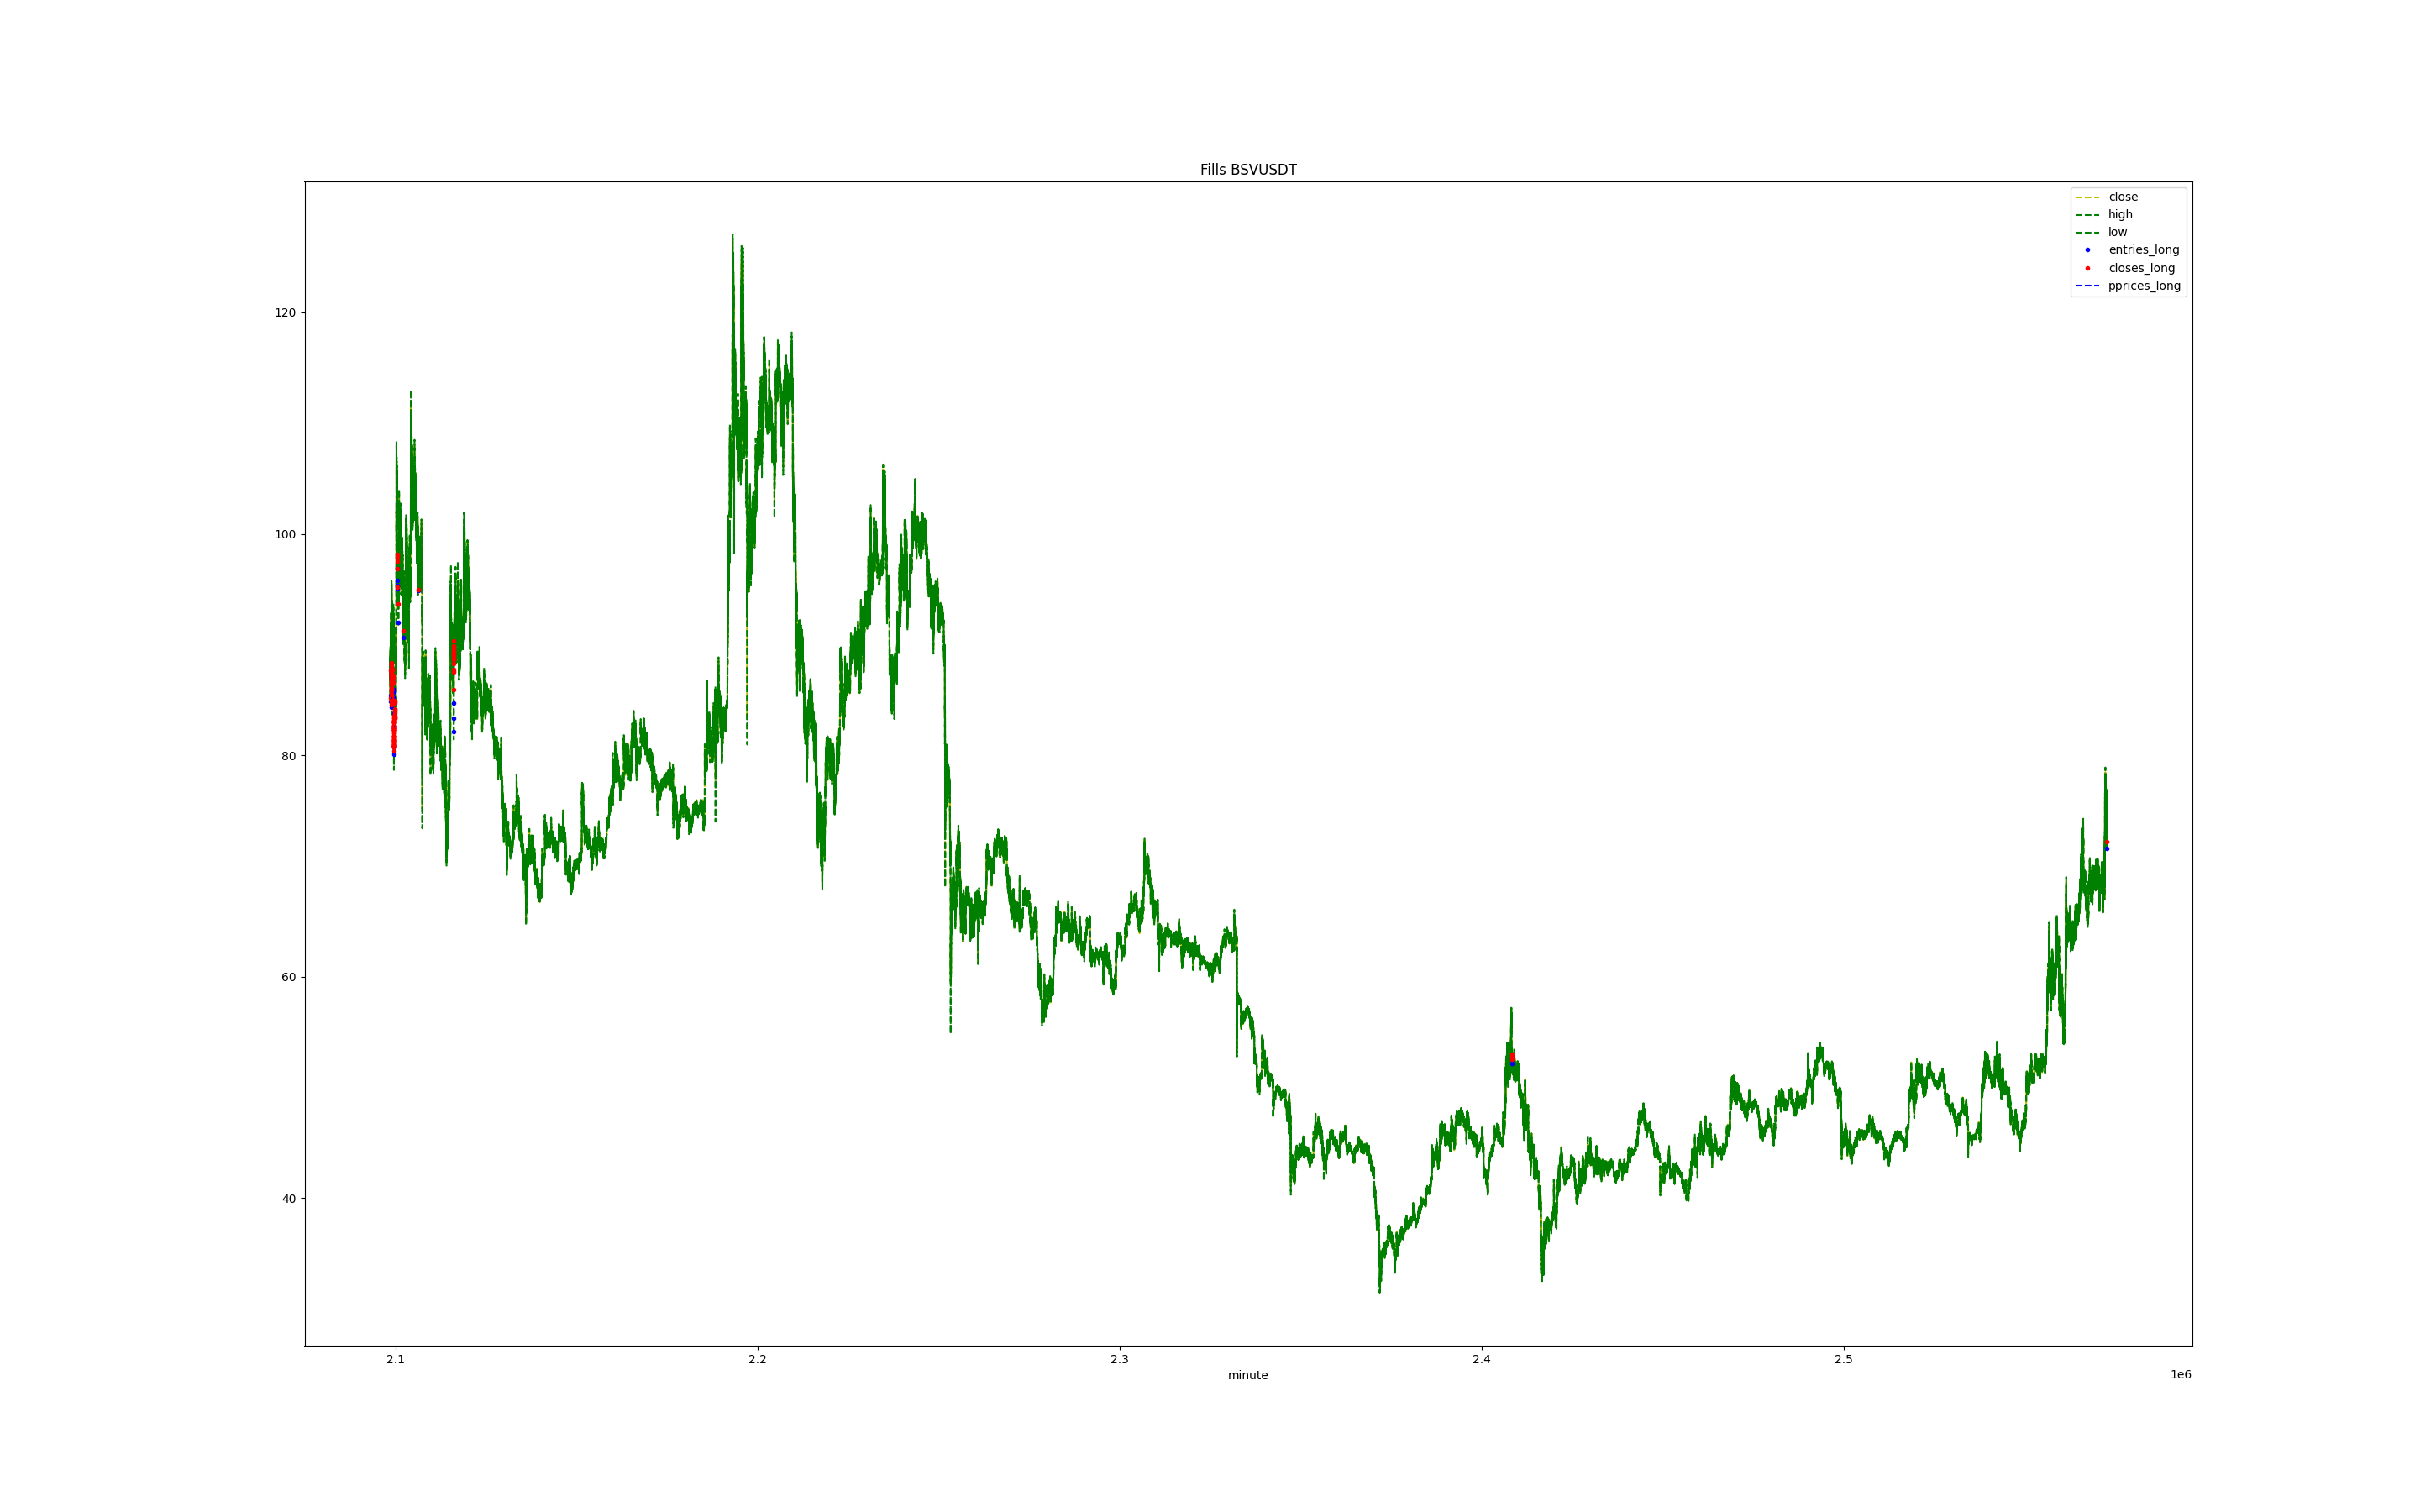 Fills BSVUSDT
close
high
low
entries_long
closes_long
pprices_long
120
100
80
60
40
2.1 2.2 2.3 2.4 2.5
minute
1e6